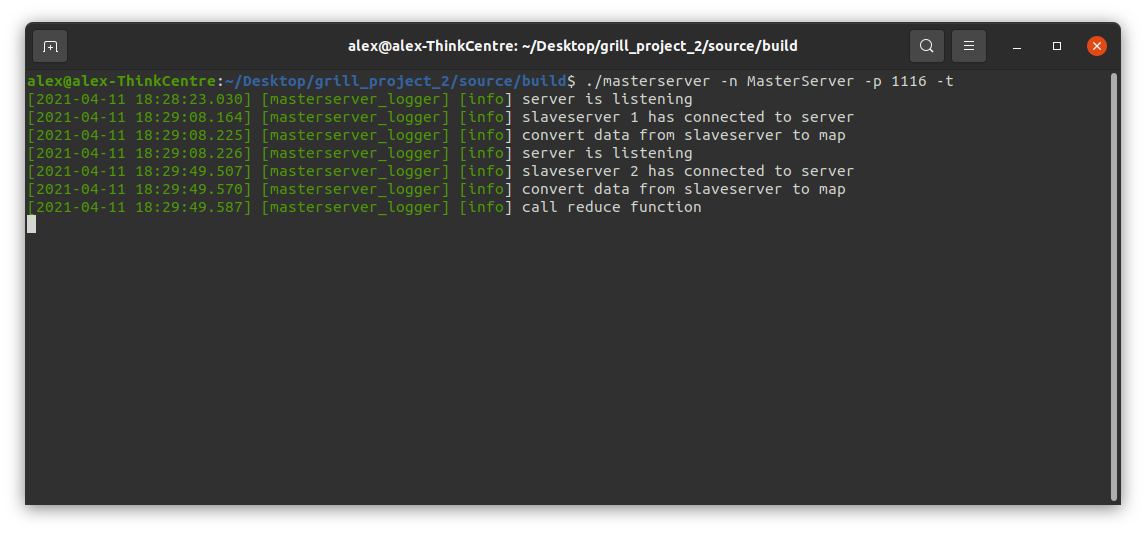 alex@alex-ThinkCentre: ~/Desktop/grill_project_2/source/build
alex@alex-ThinkCentre:~/Desktop/grill_project_2/source/build$ ./masterserver -n MasterServer -p 1116 -t
[2021-04-11 18:28:23.030] [masterserver_logger] [info] server is listening
[2021-04-11 18:29:08.164] [masterserver_logger] [info] slaveserver 1 has connected to server
[2021-04-11 18:29:08.225] [masterserver_logger] [info] convert data from slaveserver to map
[2021-04-11 18:29:08.226] [masterserver_logger] [info] server is listening
[2021-04-11 18:29:49.507] [masterserver_logger] [info] slaveserver 2 has connected to server
[2021-04-11 18:29:49.570] [masterserver_logger] [info] convert data from slaveserver to map
[2021-04-11 18:29:49.587] [masterserver_logger] [info] call reduce function